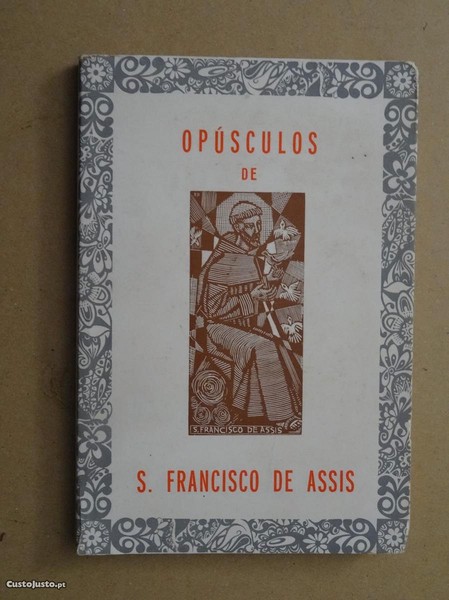 OPÚSCULOS
DE
S. FRANCISCO DE ASSIS
S. FRANCISCO DE ASSIS
CustoJusto.pt